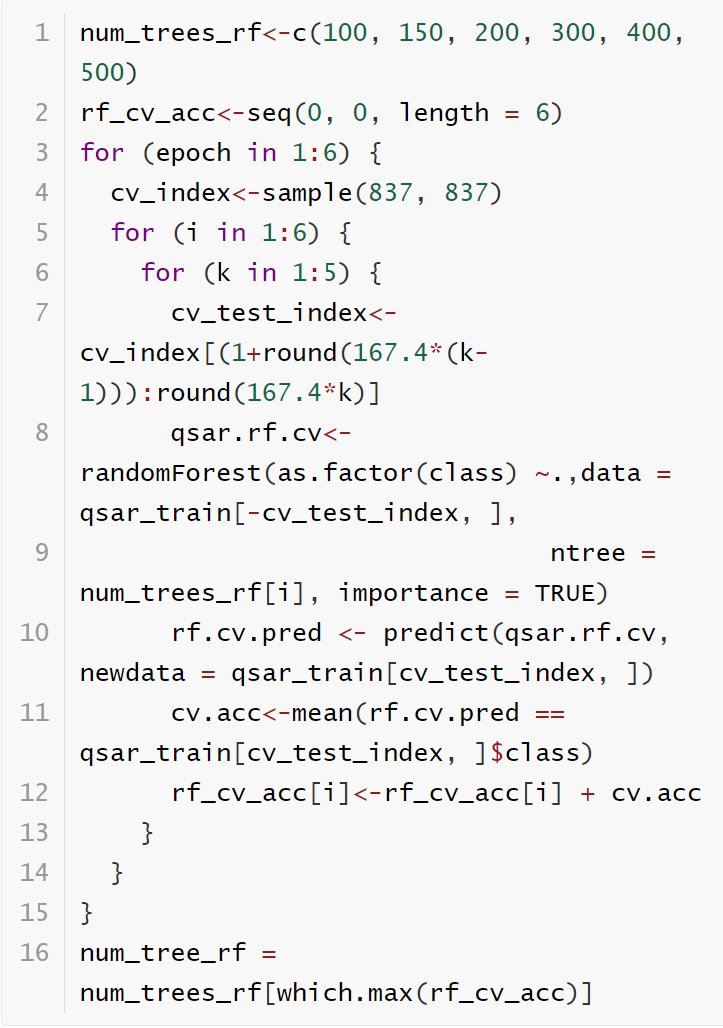 1 num_trees_rf<-c(100, 150, 200, 300, 400,
500)
2 rf_cv_acc<-seq(0, 0, length = 6)
3 for (epoch in 1:6) {
4   cv_index<-sample(837, 837)
5   for (i in 1:6) {
6     for (k in 1:5) {
7       cv_test_index<-
cv_index[(1+round(167.4*(k-
1))):round(167.4*k)]
8       qsar.rf.cv<-
randomForest(as.factor(class) ~.,data =
qsar_train[-cv_test_index, ],
9                                ntree =
num_trees_rf[i], importance = TRUE)
10       rf.cv.pred <- predict(qsar.rf.cv,
newdata = qsar_train[cv_test_index, ])
11       cv.acc<-mean(rf.cv.pred ==
qsar_train[cv_test_index, ]$class)
12       rf_cv_acc[i]<-rf_cv_acc[i] + cv.acc
13     }
14   }
15 }
16 num_tree_rf =
num_trees_rf[which.max(rf_cv_acc)]